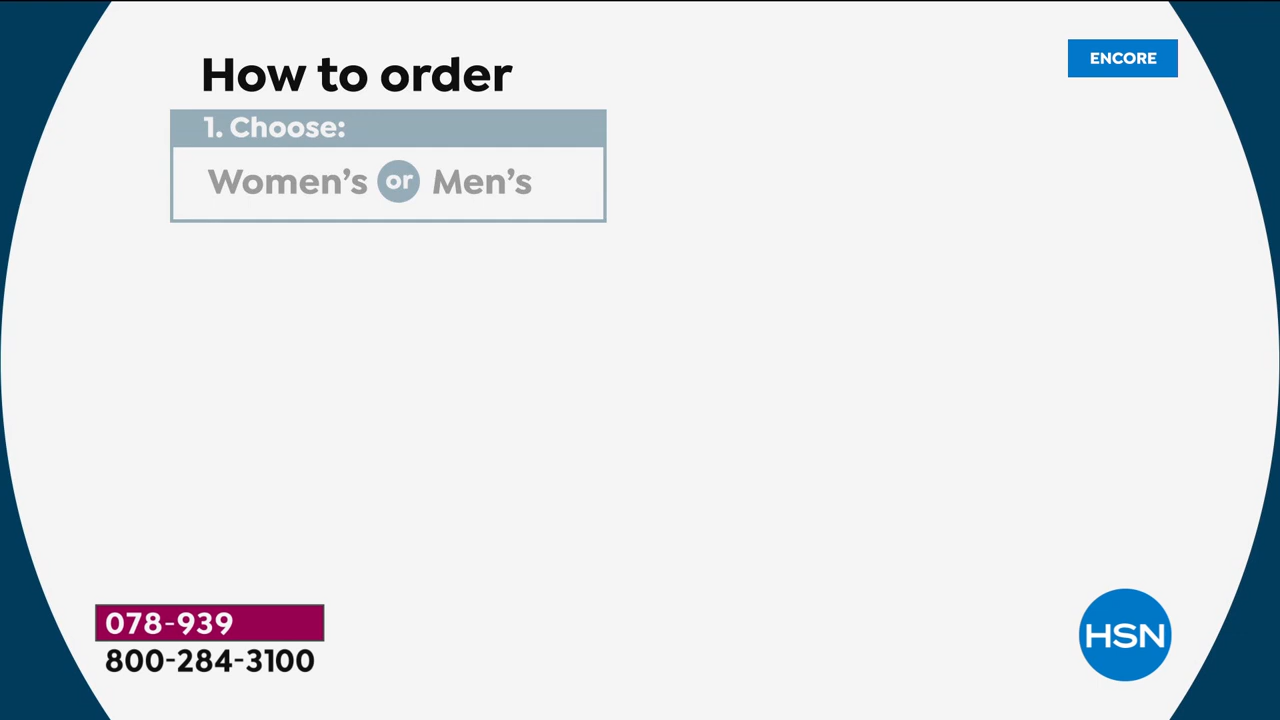 How to order
ENCORE
1. Choose:
Women’s or Men’s
078-939
800-284-3100
HSN